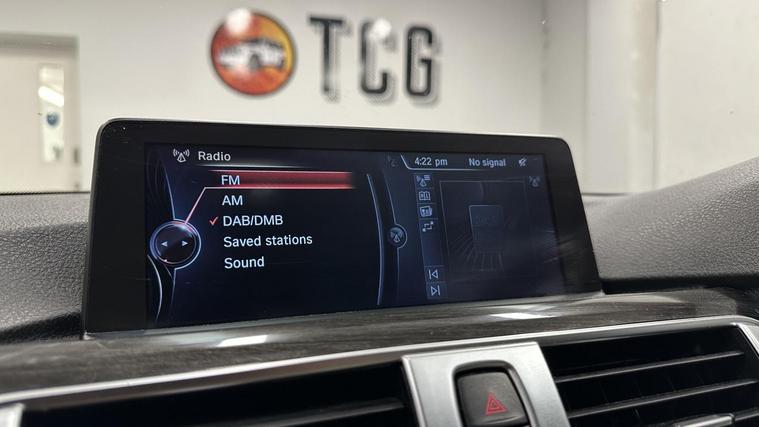 TCG
Radio
4:22 pm
No signal
FM
AM
DAB/DMB
Saved stations
Sound